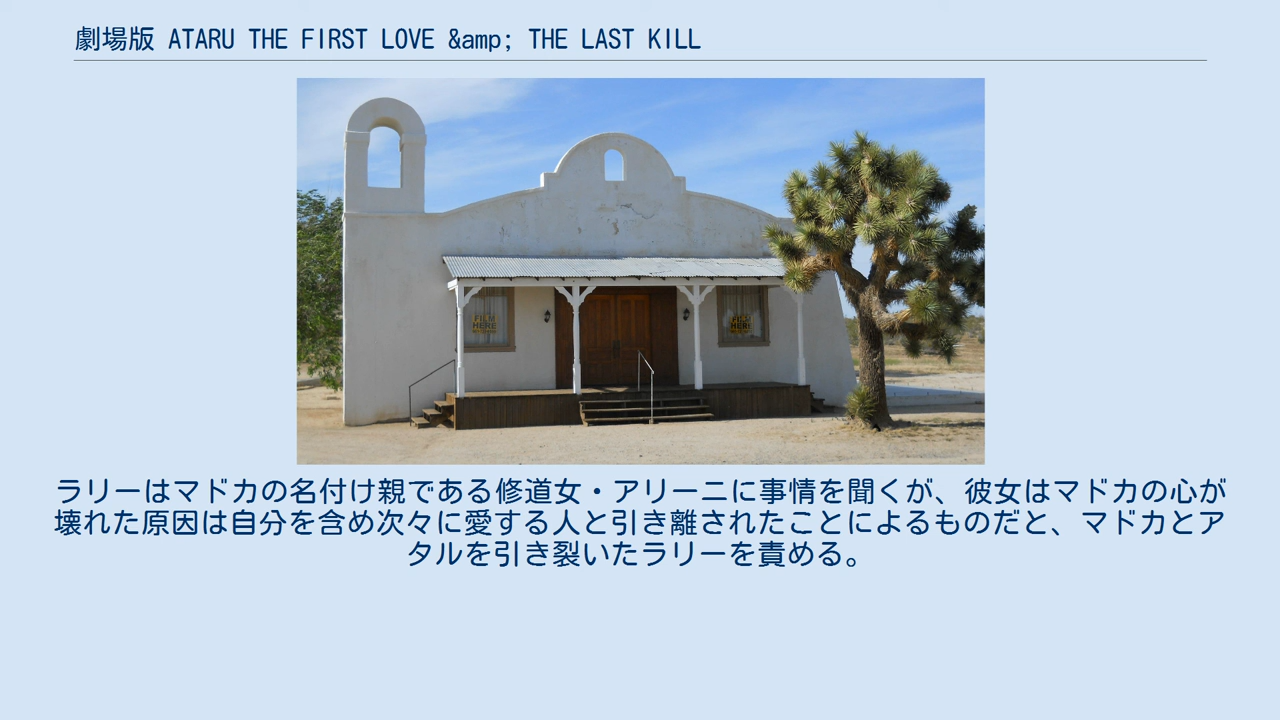 劇場版 ATARU THE FIRST LOVE &amp; THE LAST KILL
FILM
HERE
FILM
HERE
ラリーはマドカの名付け親である修道女・アリーニに事情を聞くが、彼女はマドカの心が
壊れた原因は自分を含め次々に愛する人と引き離されたことによるものだと、マドカとア
タルを引き裂いたラリーを責める。